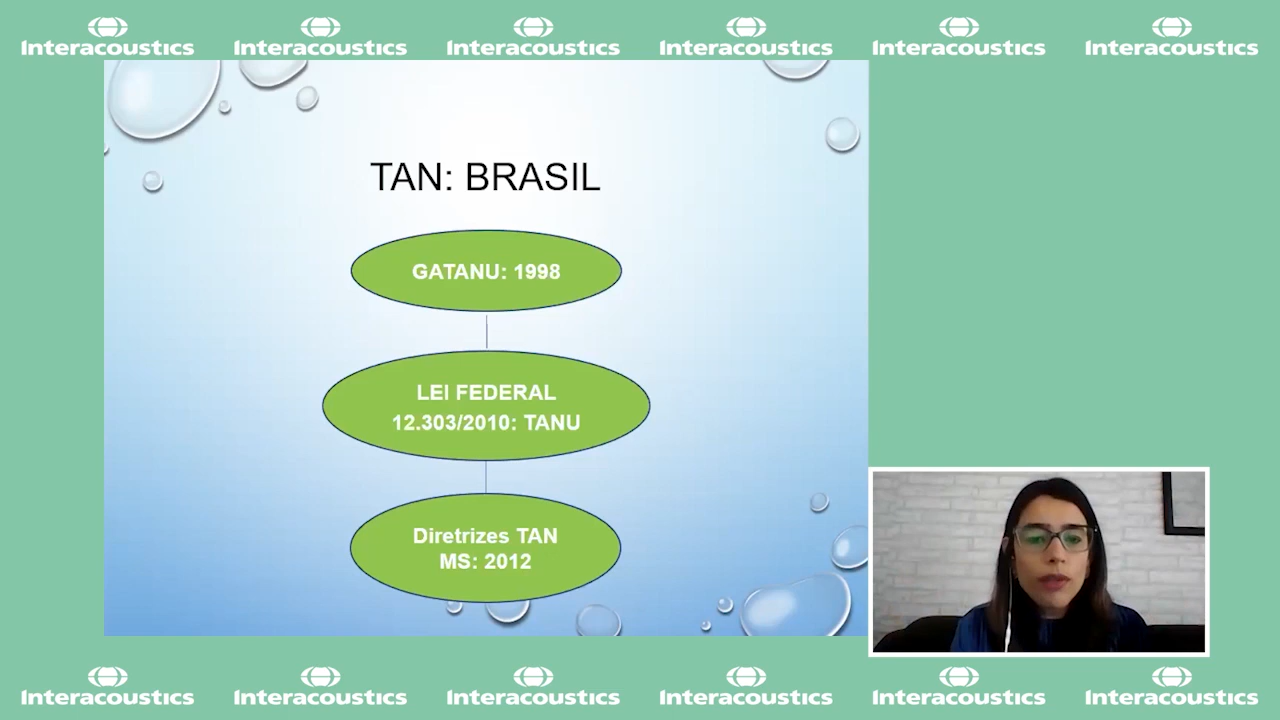 Interacoustics Interacoustics Interacoustics Interacoustics Interacoustics Interacoustics
TAN: BRASIL
GATANU: 1998
LEI FEDERAL
12.303/2010: TANU
Diretrizes TAN
MS: 2012
Interacoustics Interacoustics Interacoustics Interacoustics Interacoustics Interacoustics